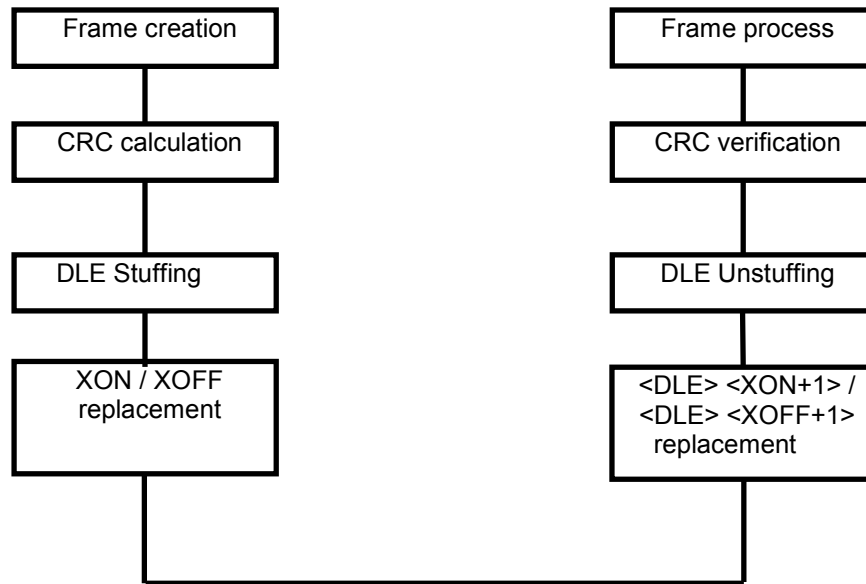 Frame creation
CRC calculation
DLE Stuffing
XON / XOFF
replacement
Frame process
CRC verification
DLE Unstuffing
<DLE> <XON+1> /
<DLE> <XOFF+1>
replacement